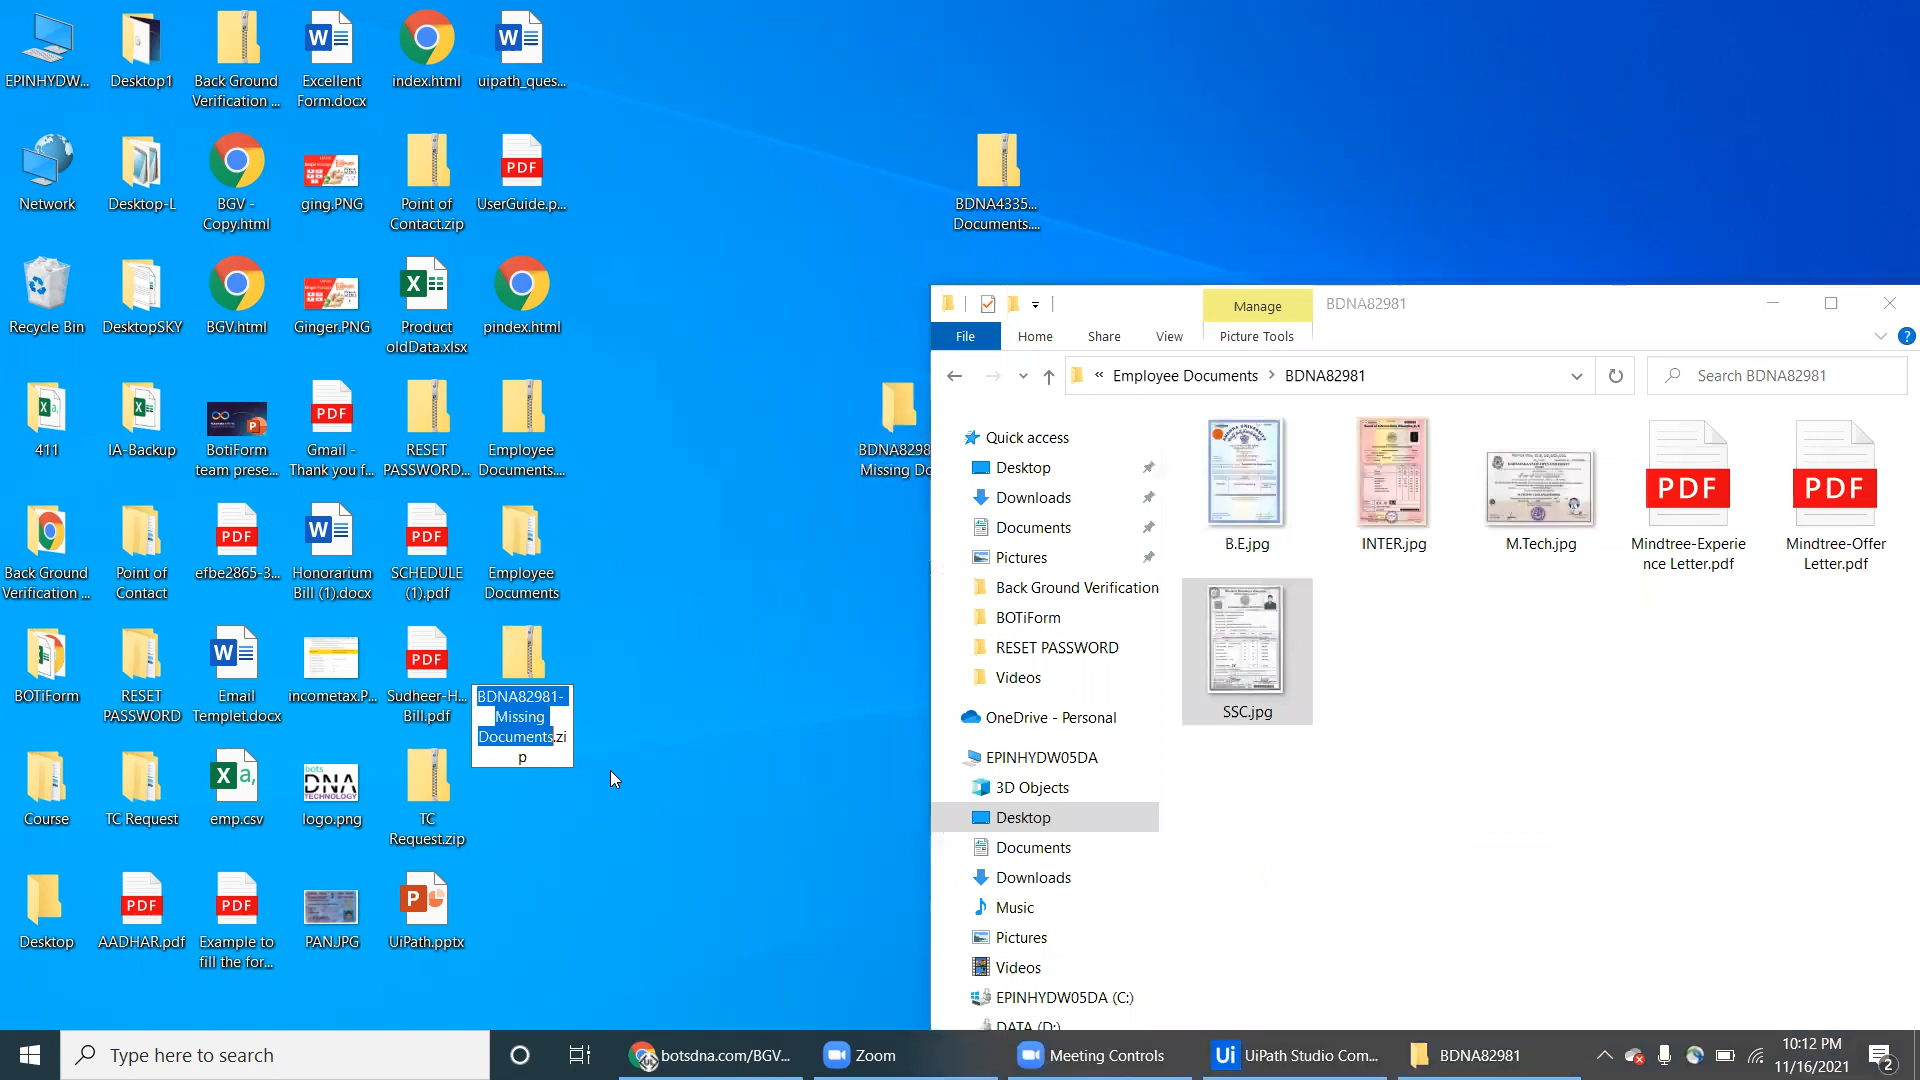 EPINHYDW...
Desktop1
Back Ground
Verification ...
Excellent
Form.docx
index.html
uipath_ques...
Network
Desktop-L
BGV -
Copy.html
ging.PNG
Point of
Contact.zip
UserGuide.p...
BDNA4335...
Documents....
Recycle Bin
DesktopSKY
BGV.html
Ginger.PNG
Product
oldData.xlsx
pindex.html
411
IA-Backup
BotiForm
team prese...
Gmail -
Thank you f...
RESET
PASSWORD...
Employee
Documents....
BDNA8298
Missing Do
Back Ground
Verification ...
Point of
Contact
efbe2865-3...
Honorarium
Bill (1).docx
SCHEDULE
(1).pdf
Employee
Documents
BOTiForm
RESET
PASSWORD
Email
Templet.docx
incometax.P...
Sudheer-H...
Bill.pdf
BDNA82981-
Missing
Documents.zi
p
Course
TC Request
emp.csv
bots
DNA
TECHNOLOGY
logo.png
TC
Request.zip
Desktop
AADHAR.pdf
Example to
fill the for...
PAN.JPG
UiPath.pptx
Manage
BDNA82981
File
Home
Share
View
Picture Tools
« Employee Documents > BDNA82981
Search BDNA82981
Quick access
Desktop
Downloads
Documents
Pictures
Back Ground Verification
BOTiForm
RESET PASSWORD
Videos
OneDrive - Personal
EPINHYDW05DA
3D Objects
Desktop
Documents
Downloads
Music
Pictures
Videos
EPINHYDW05DA (C:)
DATA (D:)
B.E.jpg
INTER.jpg
M.Tech.jpg
PDF
Mindtree-Experie
nce Letter.pdf
PDF
Mindtree-Offer
Letter.pdf
SSC.jpg
Type here to search
botsdna.com/BGV...
Zoom
Meeting Controls
Ui
UiPath Studio Com...
BDNA82981
10:12 PM
11/16/2021
2